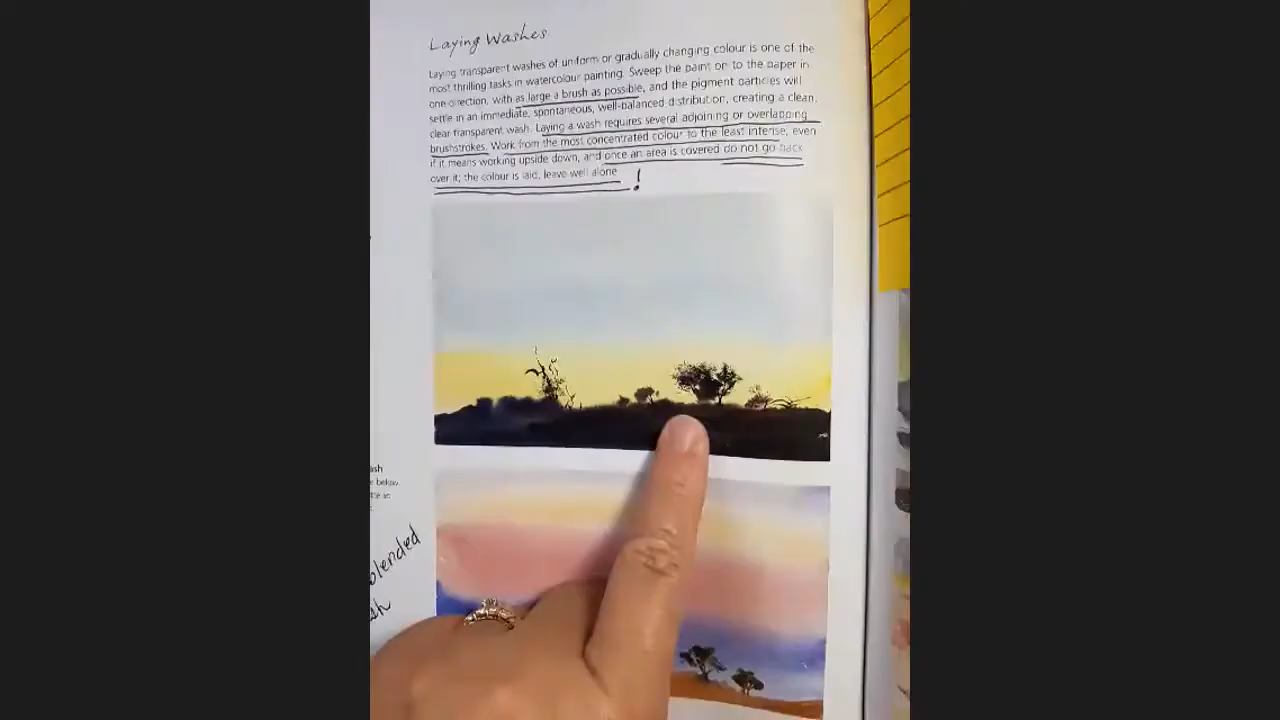 Laying Washes
Laying transparent washes of uniform or gradually changing colour is one of the
most thrilling tasks in watercolour painting. Sweep the paint on to the paper in
one direction, with as large a brush as possible, and the pigment particles will
settle in an immediate, spontaneous, well-balanced distribution, creating a clean,
clear transparent wash. Laying a wash requires several adjoining or overlapping
brushstrokes. Work from the most concentrated colour to the least intense, even
if it means working upside down, and once an area is covered do not go back
over it; the colour is laid, leave well alone !
ash
below
blended